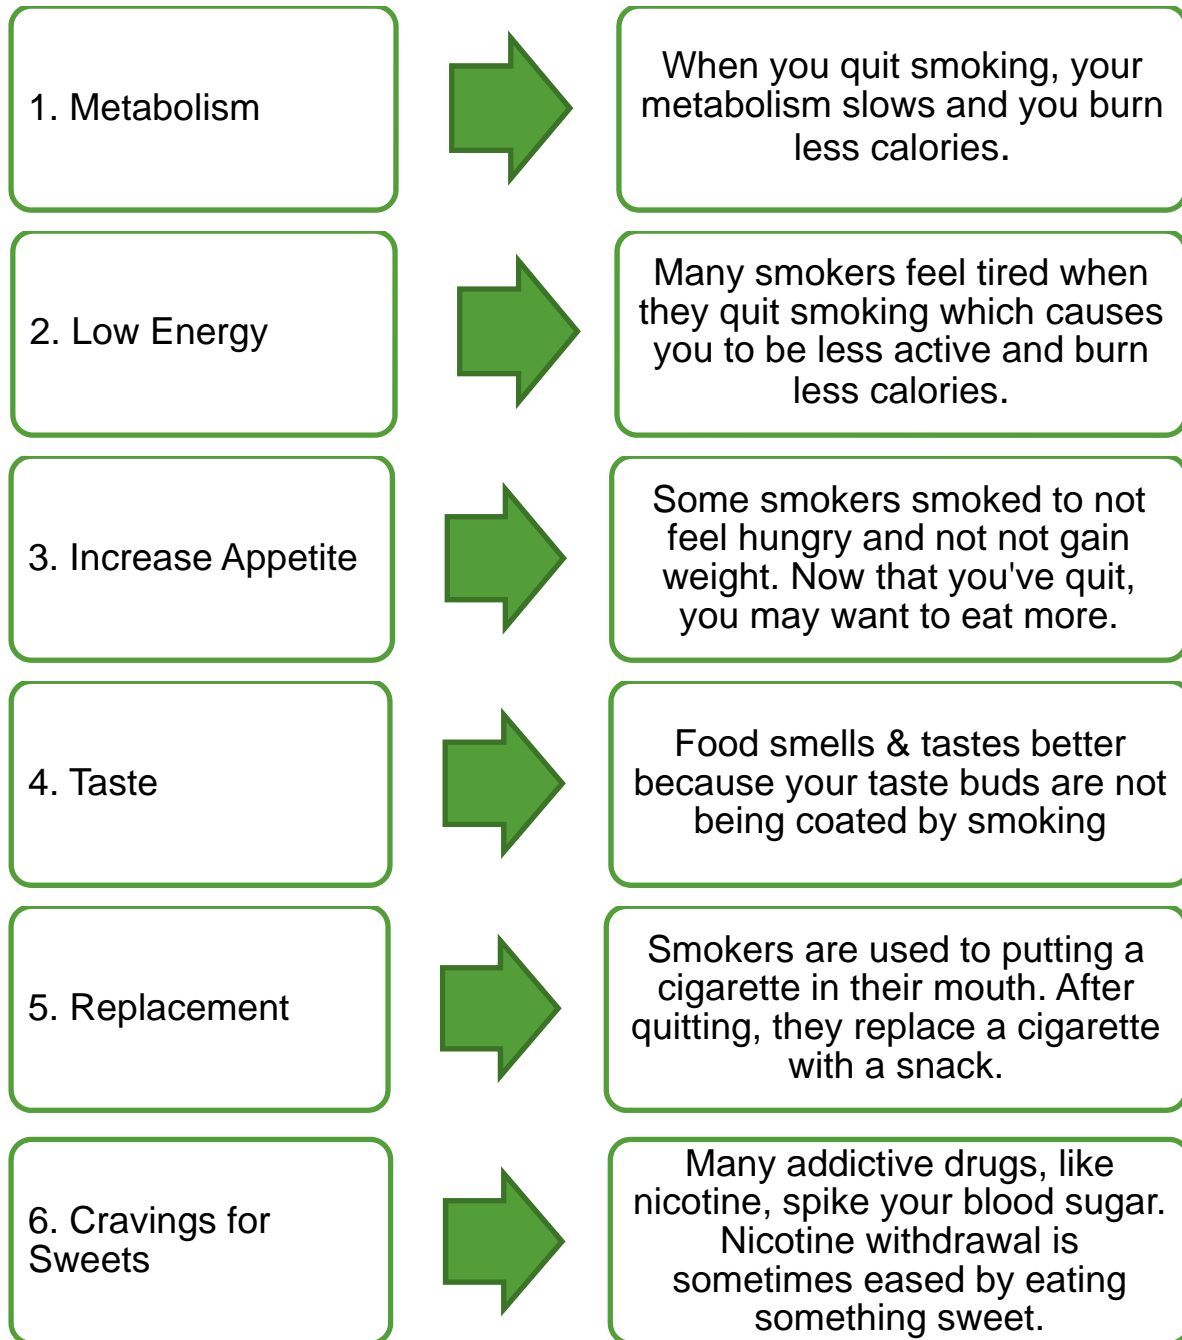 1. Metabolism
When you quit smoking, your
metabolism slows and you burn
less calories.
2. Low Energy
Many smokers feel tired when
they quit smoking which causes
you to be less active and burn
less calories.
3. Increase Appetite
Some smokers smoked to not
feel hungry and not not gain
weight. Now that you've quit,
you may want to eat more.
4. Taste
Food smells & tastes better
because your taste buds are not
being coated by smoking
5. Replacement
Smokers are used to putting a
cigarette in their mouth. After
quitting, they replace a cigarette
with a snack.
6. Cravings for
Sweets
Many addictive drugs, like
nicotine, spike your blood sugar.
Nicotine withdrawal is
sometimes eased by eating
something sweet.